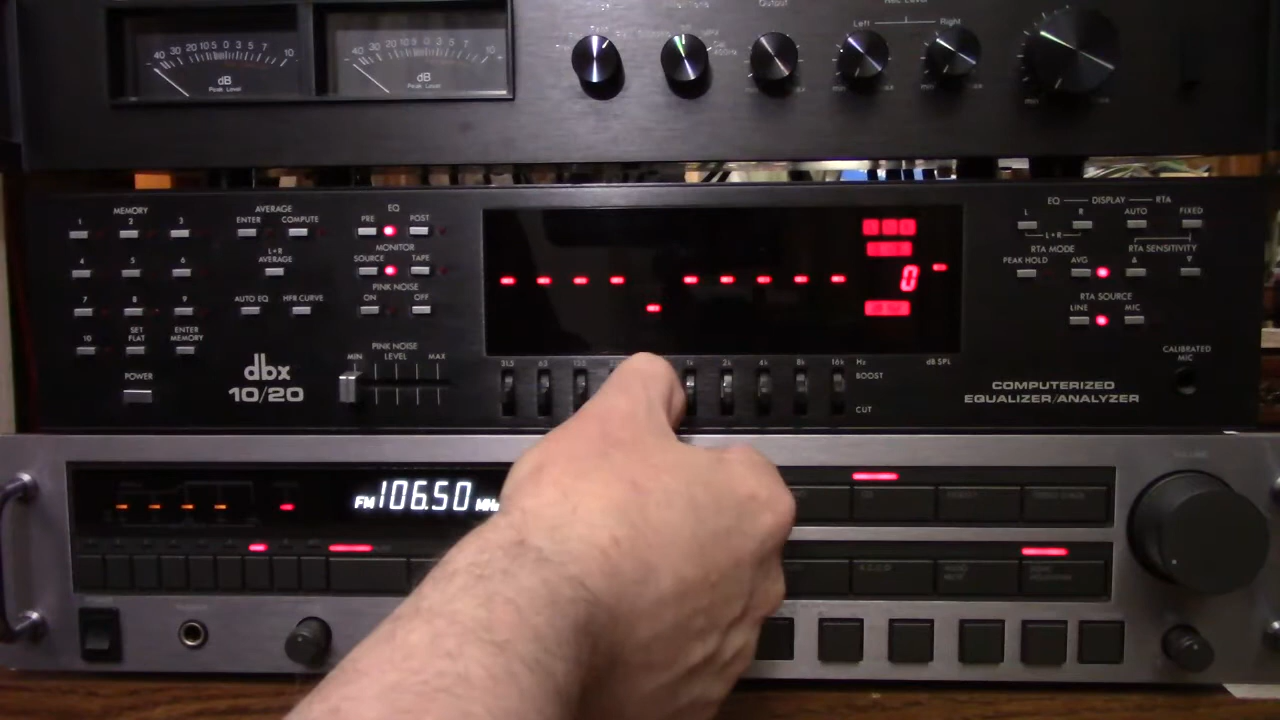 Output
Left Right
40 30 20 10 5 0 3 5 7 10
dB
Peak Level
40 30 20 10 5 0 3 5 7 10
dB
Peak Level
MEMORY
1 2 3
4 5 6
7 8 9
10 SET FLAT ENTER MEMORY
POWER
AVERAGE
ENTER COMPUTE
L+R
AVERAGE
AUTO EQ HFR CURVE
EQ
PRE POST
MONITOR
SOURCE TAPE
PINK NOISE
ON OFF
dbx
10/20
PINK NOISE
MIN LEVEL MAX
0
31.5 63 125 1k 2k 4k 8k 16k Hz
dB SPL
BOOST
CUT
EQ DISPLAY RTA
L R AUTO FIXED
L+R
RTA MODE RTA SENSITIVITY
PEAK HOLD AVG
RTA SOURCE
LINE MIC
CALIBRATED
MIC
COMPUTERIZED
EQUALIZER/ANALYZER
FM 106.50 MHz